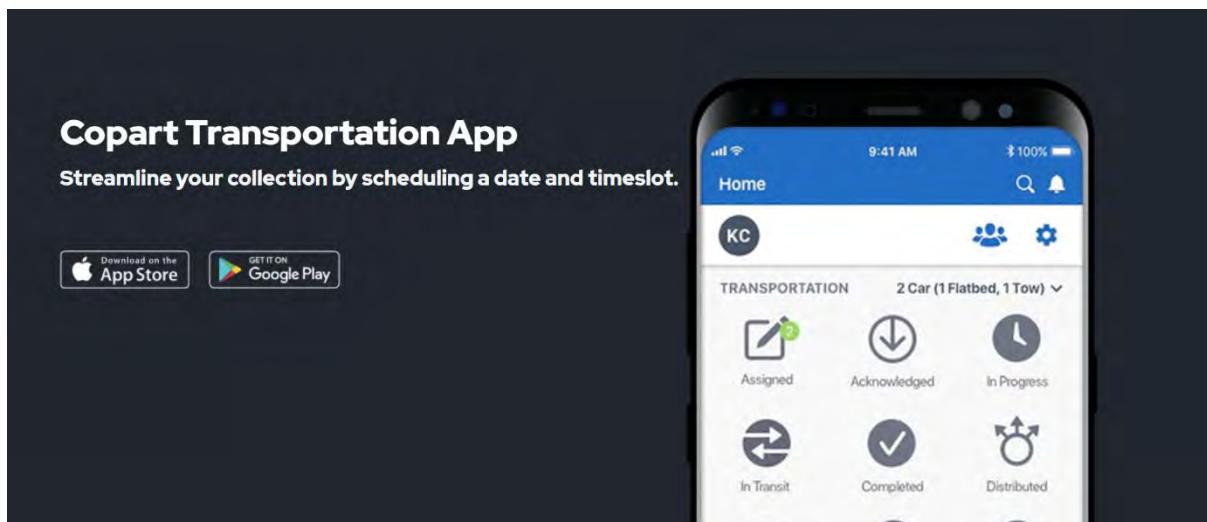 Copart Transportation App
Streamline your collection by scheduling a date and timeslot.
Download on the
App Store
GET IT ON
Google Play
9:41 AM
100%
Home
KC
TRANSPORTATION 2 Car (1 Flatbed, 1 Tow)
2
Assigned Acknowledged In Progress
In Transit Completed Distributed